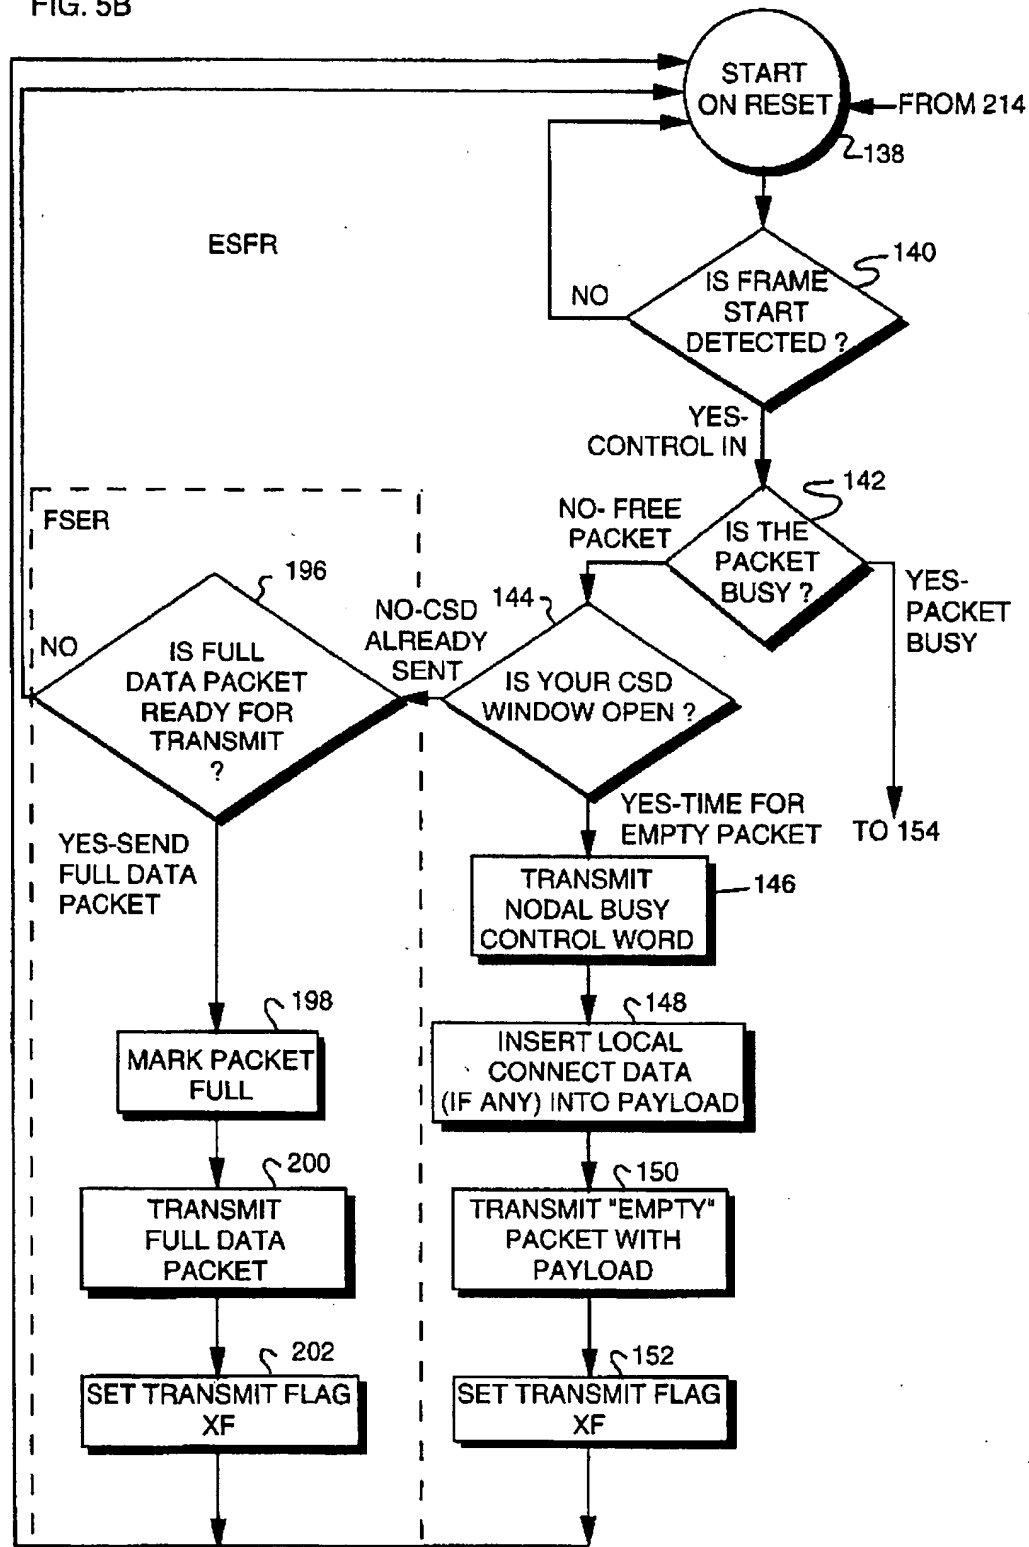 FIG. 5B
START
ON RESET
FROM 214
138
ESFR
140
IS FRAME
START
DETECTED ?
NO
YES-
CONTROL IN
142
NO- FREE
PACKET
IS THE
PACKET
BUSY ?
YES-
PACKET
BUSY
FSER
196
144
NO-CSD
ALREADY
SENT
NO
IS FULL
DATA PACKET
READY FOR
TRANSMIT
?
IS YOUR CSD
WINDOW OPEN ?
YES-TIME FOR
EMPTY PACKET
TO 154
YES-SEND
FULL DATA
PACKET
TRANSMIT
NODAL BUSY
CONTROL WORD
146
198
MARK PACKET
FULL
148
INSERT LOCAL
CONNECT DATA
(IF ANY) INTO PAYLOAD
200
TRANSMIT
FULL DATA
PACKET
150
TRANSMIT "EMPTY"
PACKET WITH
PAYLOAD
202
SET TRANSMIT FLAG
XF
152
SET TRANSMIT FLAG
XF